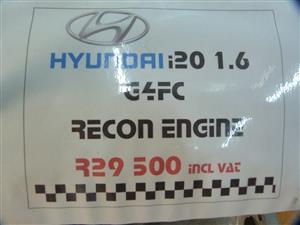 HYUNDAI i20 1.6
G4FC
RECON ENGINE
R29 500 incl VAT